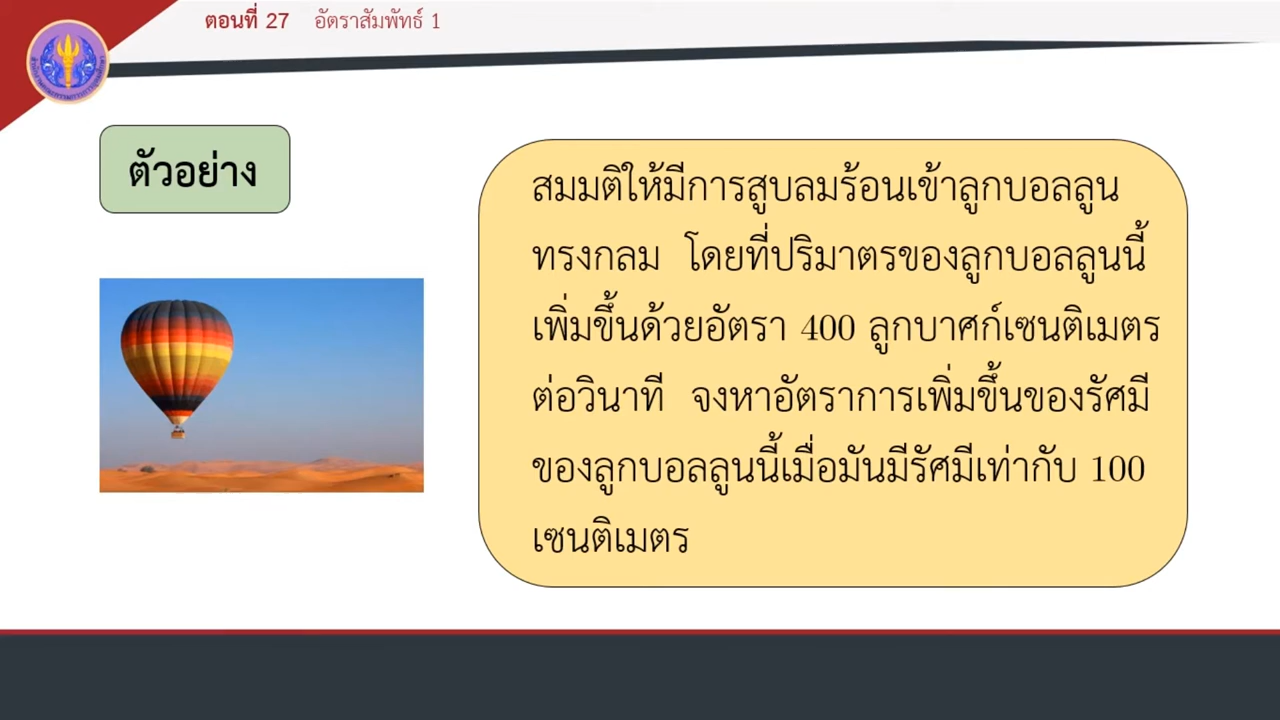 ตอนที่ 27 อัตราสัมพัทธ์ 1
ตัวอย่าง
สมมติให้มีการสูบลมร้อนเข้าลูกบอลลูน
ทรงกลม โดยที่ปริมาตรของลูกบอลลูนนี้
เพิ่มขึ้นด้วยอัตรา 400 ลูกบาศก์เซนติเมตร
ต่อวินาที จงหาอัตราการเพิ่มขึ้นของรัศมี
ของลูกบอลลูนนี้เมื่อมันมีรัศมีเท่ากับ 100
เซนติเมตร